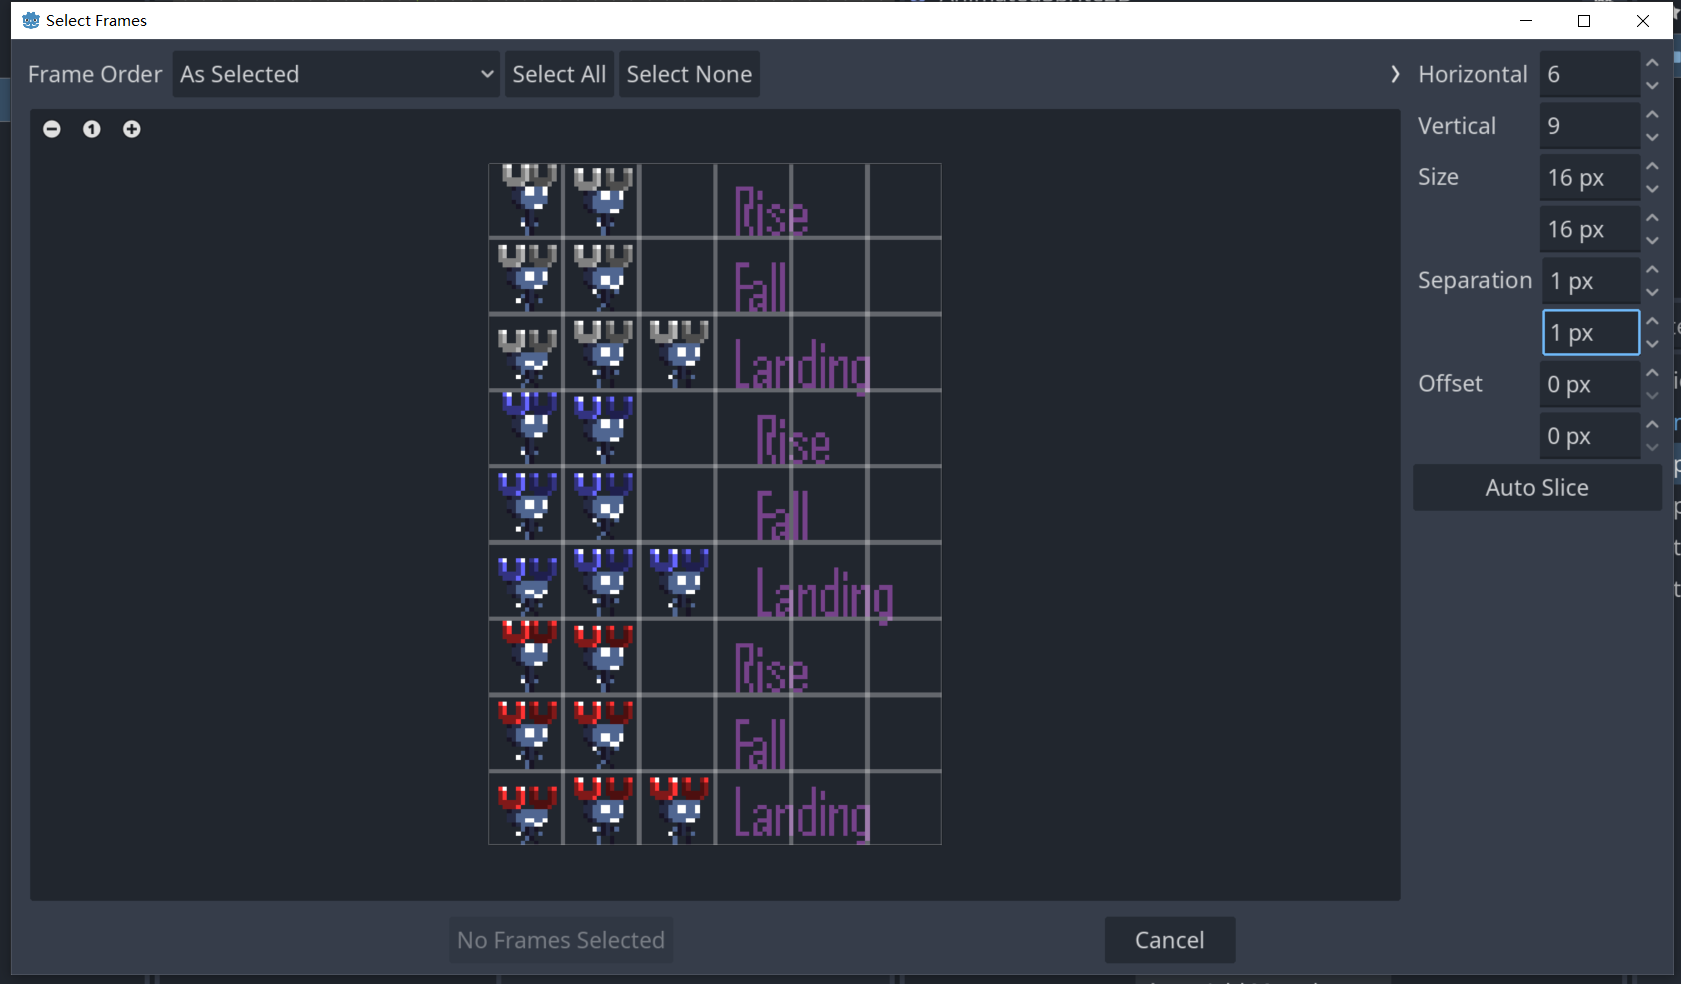 Select Frames
Frame Order As Selected Select All Select None
Horizontal 6
Vertical 9
Size 16 px
16 px
Separation 1 px
1 px
Offset 0 px
0 px
Auto Slice
1
Rise
Fall
Landing
Rise
Fall
Landing
Rise
Fall
Landing
No Frames Selected Cancel